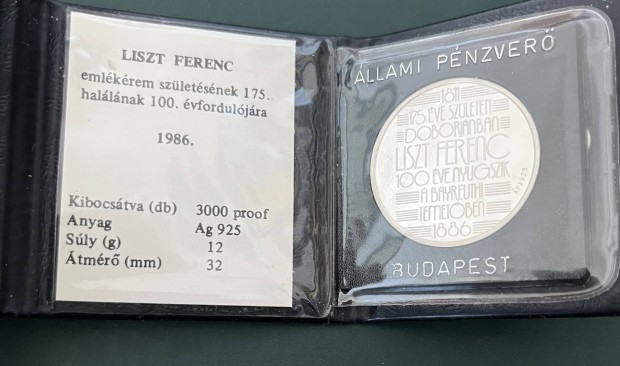 LISZT FERENC
emlékérem születésének 175.
halálának 100. évfordulójára
1986.
Kibocsátva (db) 3000 proof
Anyag Ag 925
Súly (g) 12
Átmérő (mm) 32
ÁLLAMI PÉNZVERŐ
1811
175 ÉVE SZÜLETETT
DOBORJÁNBAN
LISZT FERENC
100 ÉVE NYUGSZIK
A BAYREUTHI
TEMETŐBEN
1886
BUDAPEST